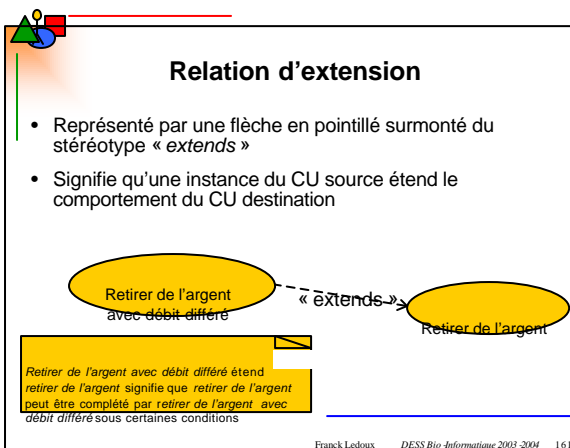 Relation d'extension
• Représenté par une flèche en pointillé surmonté du
stéréotype « extends »
• Signifie qu'une instance du CU source étend le
comportement du CU destination
Retirer de l'argent
avec débit différé
« extends »
Retirer de l'argent
Retirer de l'argent avec débit différé étend
retirer de l'argent signifie que retirer de l'argent
peut être complété par retirer de l'argent avec
débit différé sous certaines conditions
Franck Ledoux DESS Bio-Informatique 2003-2004 161